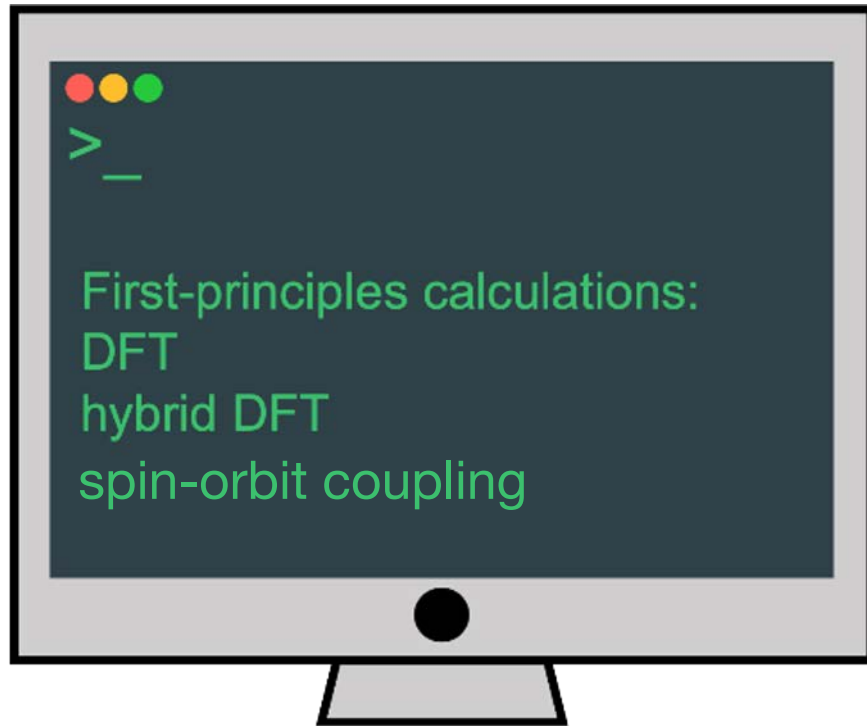 >_
First-principles calculations:
DFT
hybrid DFT
spin-orbit coupling